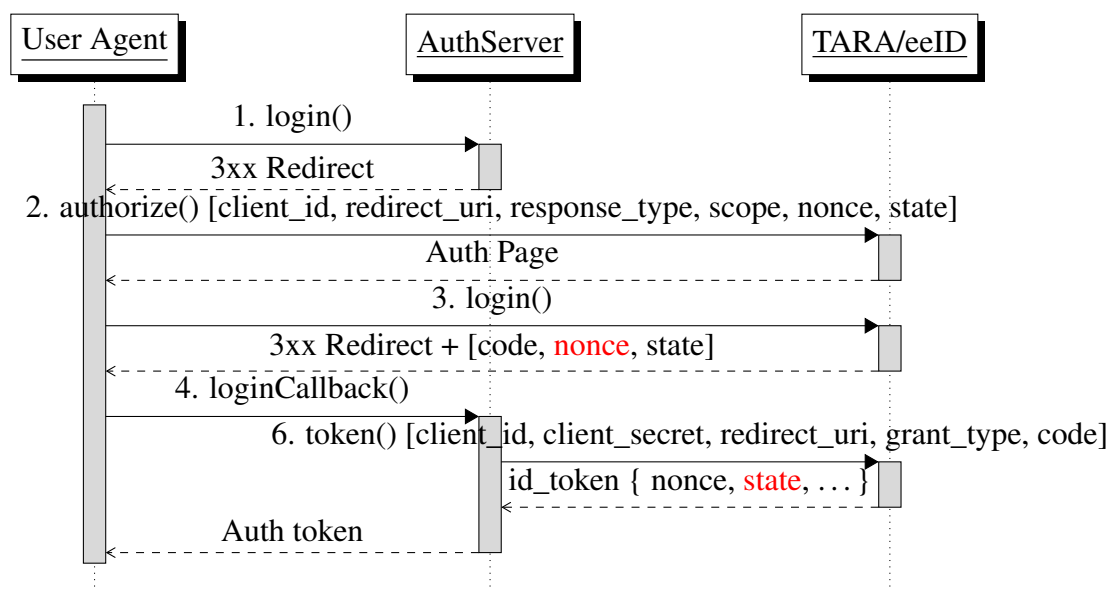 User Agent
AuthServer
TARA/eeID
1. login()
3xx Redirect
2. authorize() [client_id, redirect_uri, response_type, scope, nonce, state]
Auth Page
3. login()
3xx Redirect + [code, nonce, state]
4. loginCallback()
6. token() [client_id, client_secret, redirect_uri, grant_type, code]
id_token { nonce, state, ... }
Auth token